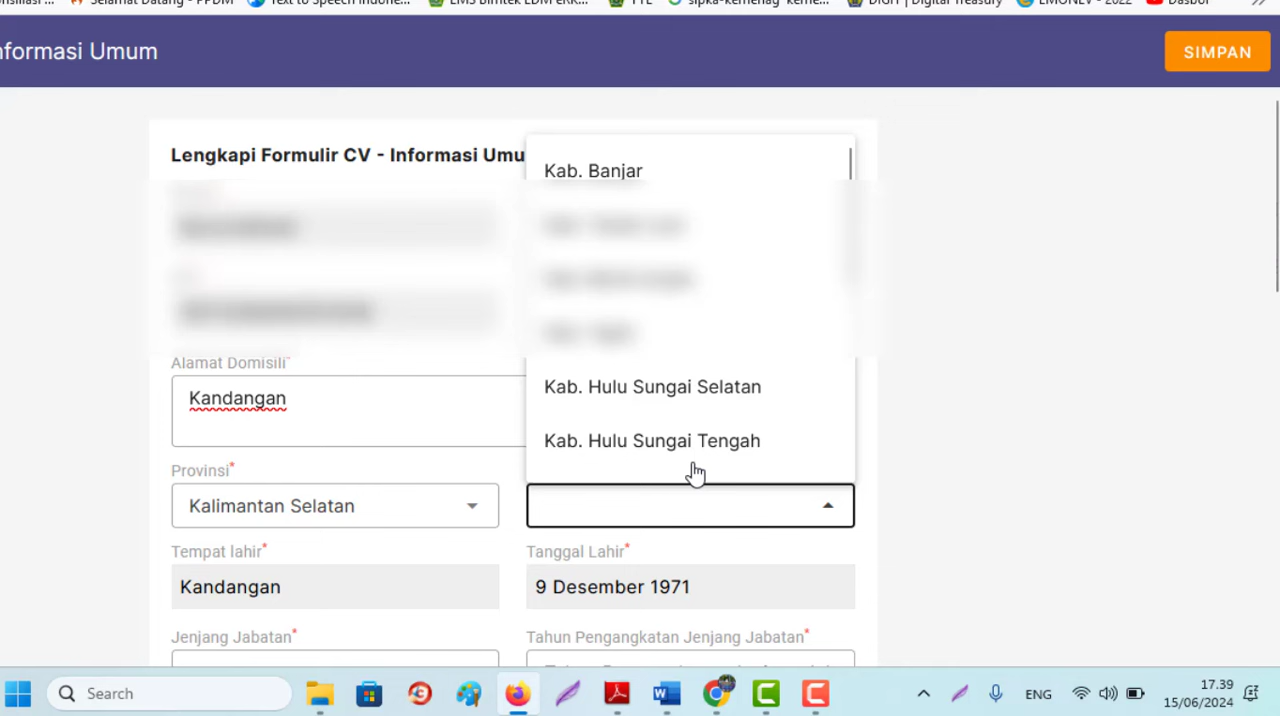 Selamat Datang - PPDM
Text to Speech Indone...
LMS Bimtek EDM eRK...
TTE
sipka-kemenag-keme...
DIGIT | Digital Treasury
EMONEV - 2022
Dasbor
nformasi Umum
SIMPAN
Lengkapi Formulir CV - Informasi Umu
Kab. Banjar
Alamat Domisili*
Kandangan
Kab. Hulu Sungai Selatan
Kab. Hulu Sungai Tengah
Provinsi*
Kalimantan Selatan
Tempat lahir*
Tanggal Lahir*
Kandangan
9 Desember 1971
Jenjang Jabatan*
Tahun Pengangkatan Jenjang Jabatan*
Search
ENG
17.39
15/06/2024